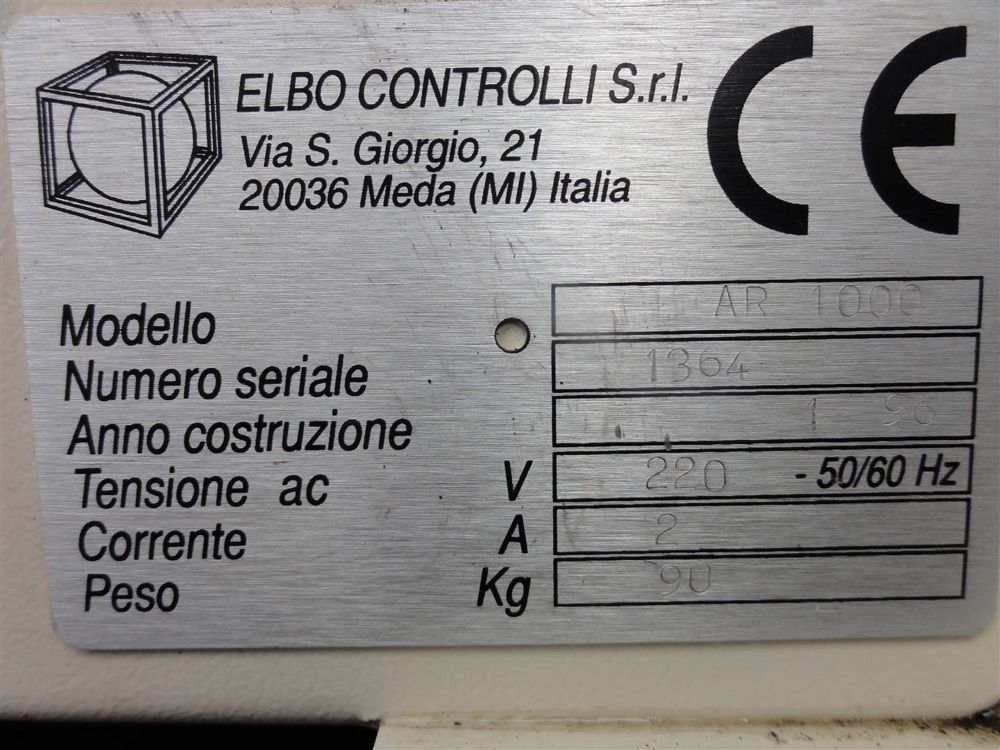 ELBO CONTROLLI S.r.l.
Via S. Giorgio, 21
20036 Meda (MI) Italia
CE
Modello AR 1000
Numero seriale 1364
Anno costruzione 1 96
Tensione ac V 220 - 50/60 Hz
Corrente A 2
Peso Kg 90